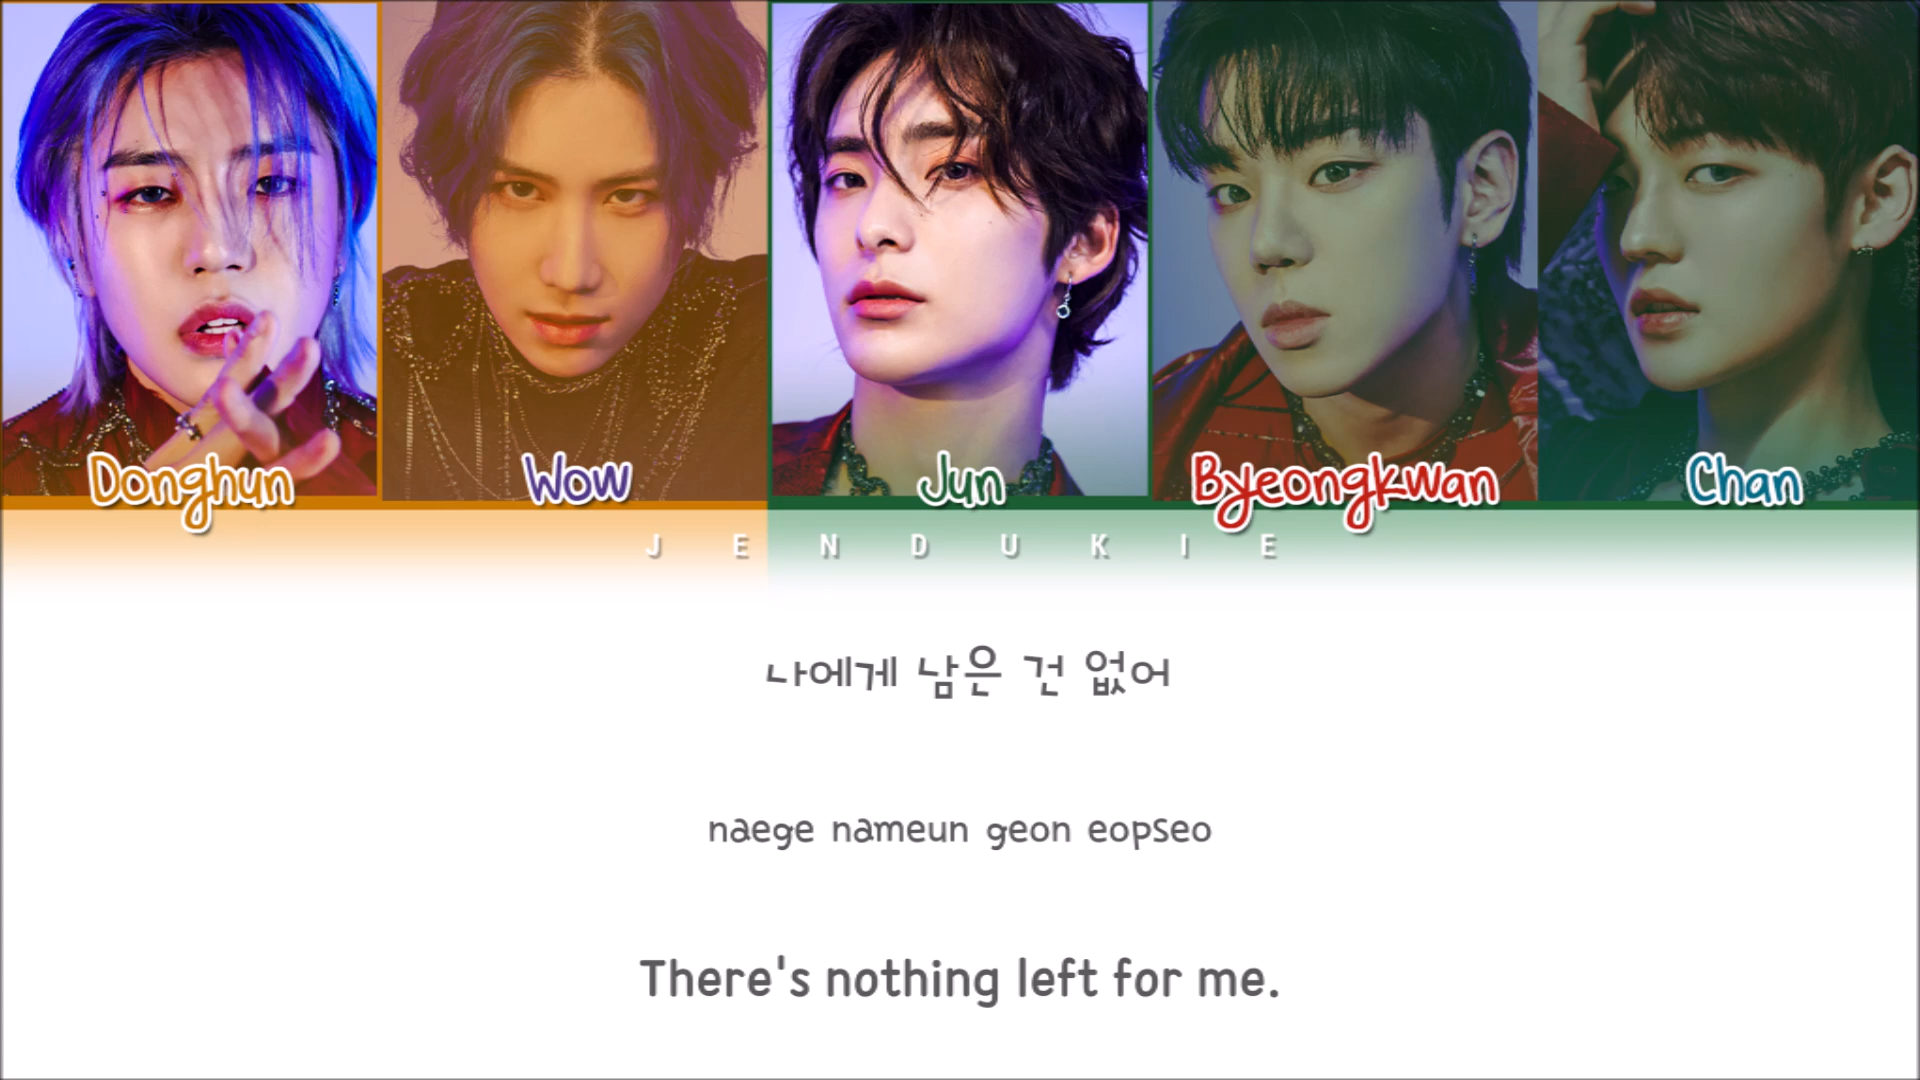 Donghun Wow Jun Byeongkwan Chan
JENDUKIE
나에게 남은 건 없어
naege nameun geon eopseo
There's nothing left for me.